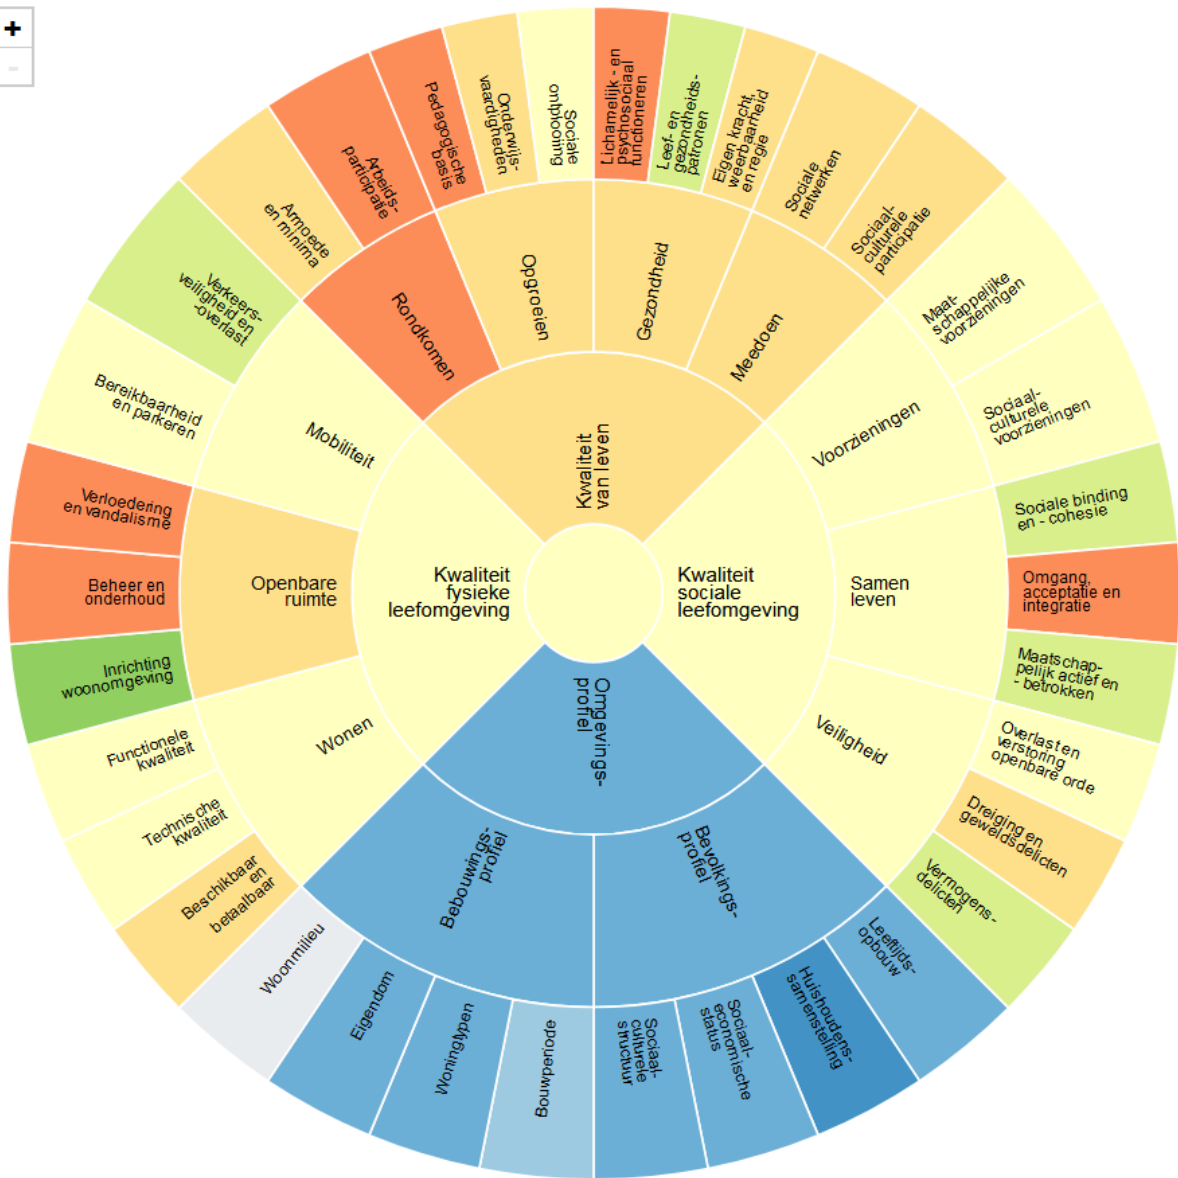 +
-
Kwaliteit
van leven
Kwaliteit
sociale
leefomgeving
Omgevings-
profiel
Kwaliteit
fysieke
leefomgeving
Rondkomen
Opgroeien
Gezondheid
Meedoen
Voorzieningen
Samen
leven
Veiligheid
Bevolkings-
profiel
Bebouwings-
profiel
Wonen
Openbare
ruimte
Mobiliteit
Armoede
en minima
Arbeids-
participatie
Pedagogische
basis
Onderwijs-
vaardigheden
Sociale
ontplooiing
Lichamelijk - en
psychosociaal
functioneren
Leef- en
gezondheids-
patronen
Eigen kracht,
weerbaarheid
en regie
Sociale
netwerken
Sociaal-
culturele
participatie
Maat-
schappelijke
voorzieningen
Sociaal-
culturele
voorzieningen
Sociale binding
en - cohesie
Omgang,
acceptatie en
integratie
Maatschap-
pelijk actief en
- betrokken
Overlast en
verstoring
openbare orde
Dreiging en
geweldsdelicten
Vermogens-
delicten
Leeftijds-
opbouw
Huishoudens-
samenstelling
Sociaal-
economische
status
Sociaal-
culturele
structuur
Bouwperiode
Woningtypen
Eigendom
Woonmilieu
Beschikbaar
en
betaalbaar
Technische
kwaliteit
Functionele
kwaliteit
Inrichting
woonomgeving
Beheer en
onderhoud
Verloedering
en vandalisme
Bereikbaarheid
en parkeren
Verkeers-
veiligheid en
-overlast